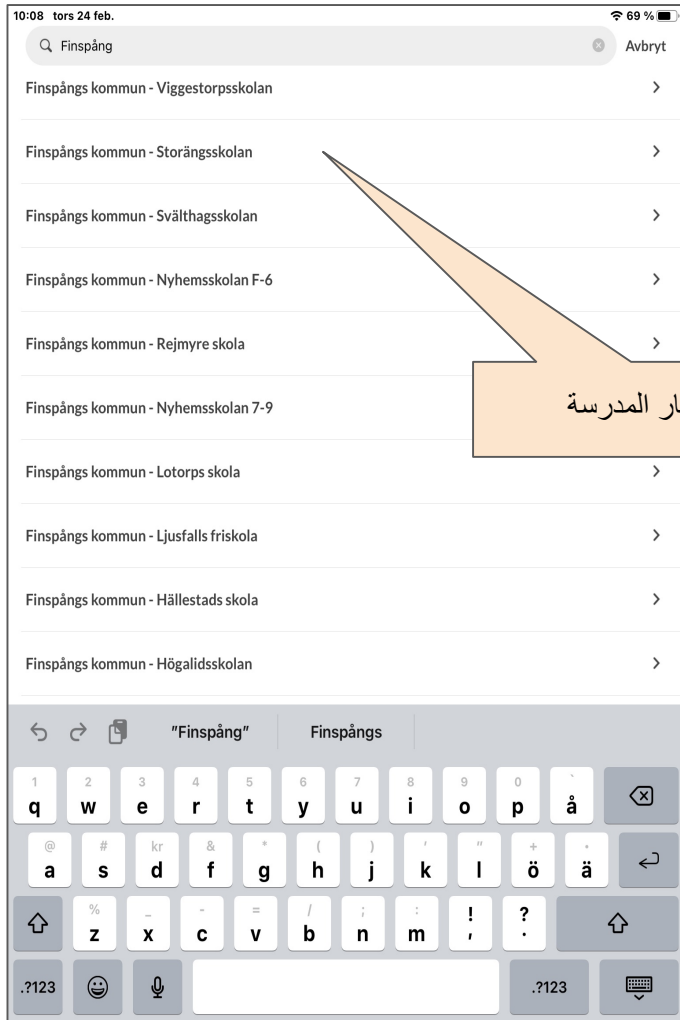 10:08 tors 24 feb.
69 %
Finspång
Avbryt
Finspångs kommun - Viggestorpsskolan
Finspångs kommun - Storängsskolan
Finspångs kommun - Svälthagsskolan
Finspångs kommun - Nyhemsskolan F-6
Finspångs kommun - Rejmyre skola
المدرسة
Finspångs kommun - Nyhemsskolan 7-9
Finspångs kommun - Lotorps skola
Finspångs kommun - Ljusfalls friskola
Finspångs kommun - Hällestads skola
Finspångs kommun - Högalidsskolan
"Finspång" Finspångs
1 2 3 4 5 6 7 8 9 0 `
q w e r t y u i o p å
@ # kr & * ( ) ' " + •
a s d f g h j k l ö ä
% _ - = / ; : ! ?
z x c v b n m , .
.?123 .?123